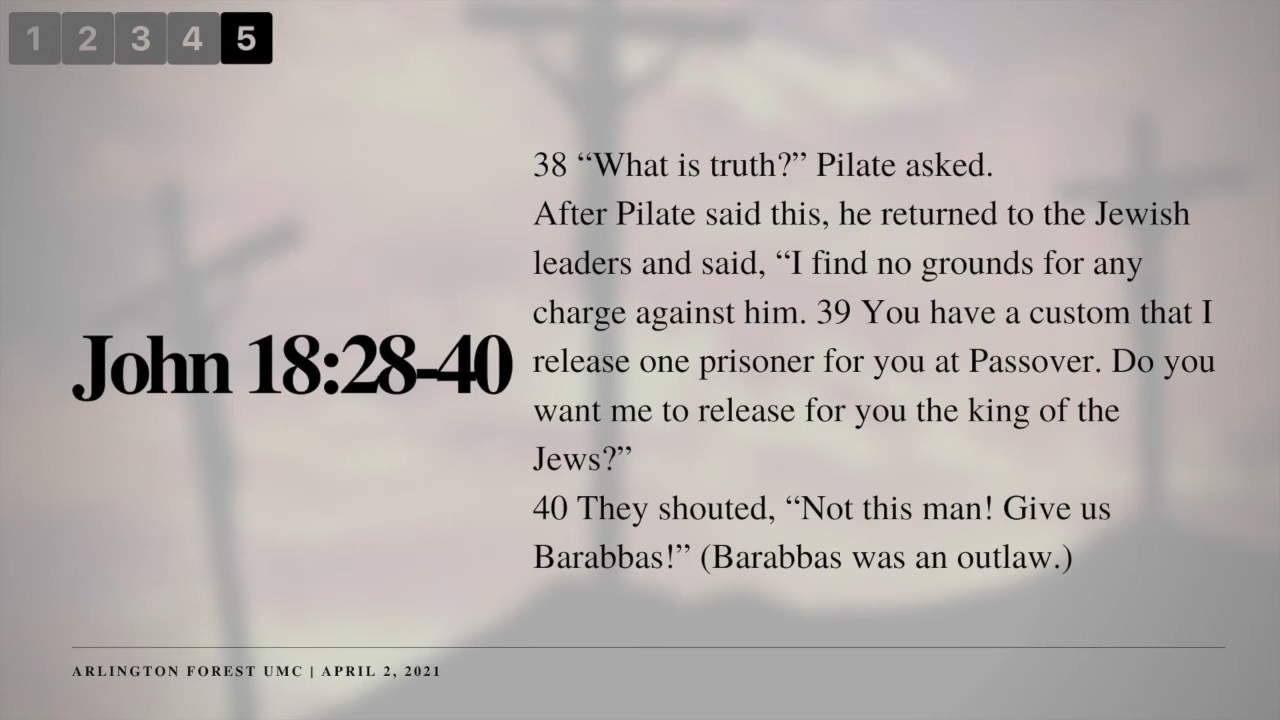 1 2 3 4 5
John 18:28-40
38 “What is truth?” Pilate asked.
After Pilate said this, he returned to the Jewish
leaders and said, “I find no grounds for any
charge against him. 39 You have a custom that I
release one prisoner for you at Passover. Do you
want me to release for you the king of the
Jews?”
40 They shouted, “Not this man! Give us
Barabbas!” (Barabbas was an outlaw.)
ARLINGTON FOREST UMC | APRIL 2, 2021